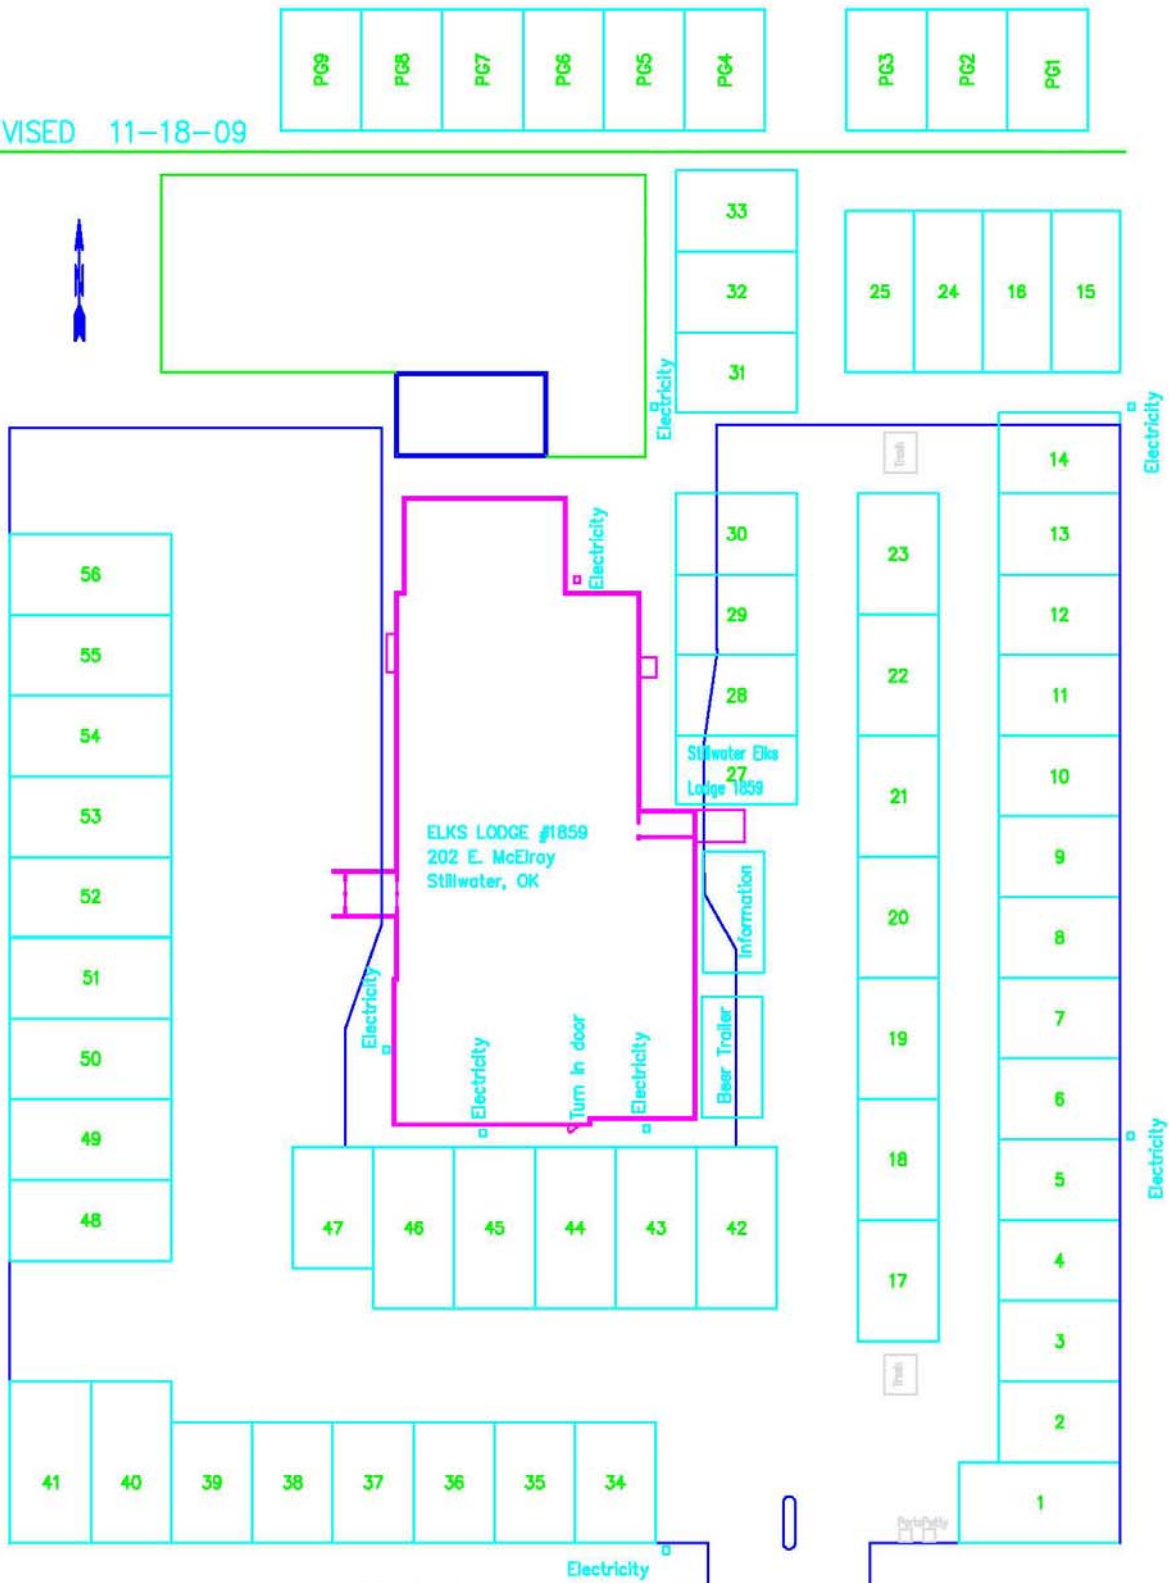 PG9
PG8
PG7
PG6
PG5
PG4
PG3
PG2
PG1
VISED 11-18-09
N
33
32
31
25
24
16
15
Electricity
Electricity
Trash
14
13
12
11
10
9
8
7
6
5
4
3
2
1
Electricity
30
29
28
Stillwater Elks
27
Lodge 1859
23
22
21
20
19
18
17
Trash
56
55
54
53
52
51
50
49
48
ELKS LODGE #1859
202 E. McElroy
Stillwater, OK
Information
Beer Trailer
Electricity
Electricity
Turn in door
Electricity
Electricity
47
46
45
44
43
42
41
40
39
38
37
36
35
34
PortaPotty
Electricity